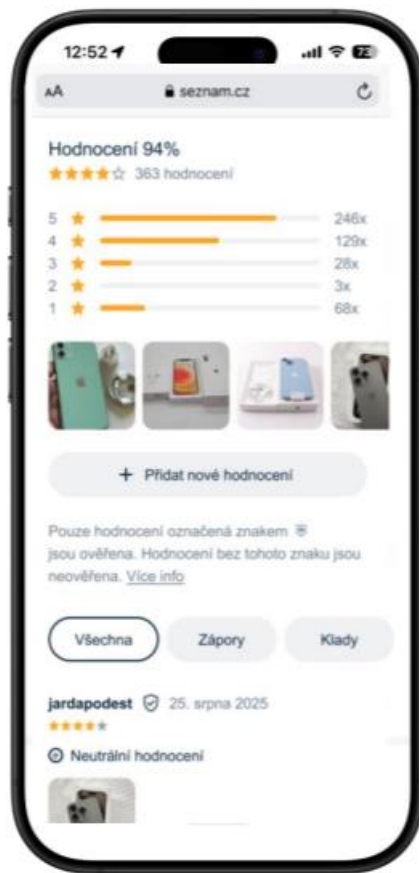 12:52 73
AA seznam.cz
Hodnocení 94%
363 hodnocení
5 246x
4 129x
3 28x
2 3x
1 68x
+ Přidat nové hodnocení
Pouze hodnocení označená znakem
jsou ověřena. Hodnocení bez tohoto znaku jsou
neověřena. Více info
Všechna Zápory Klady
jardapodest 25. srpna 2025
Neutrální hodnocení